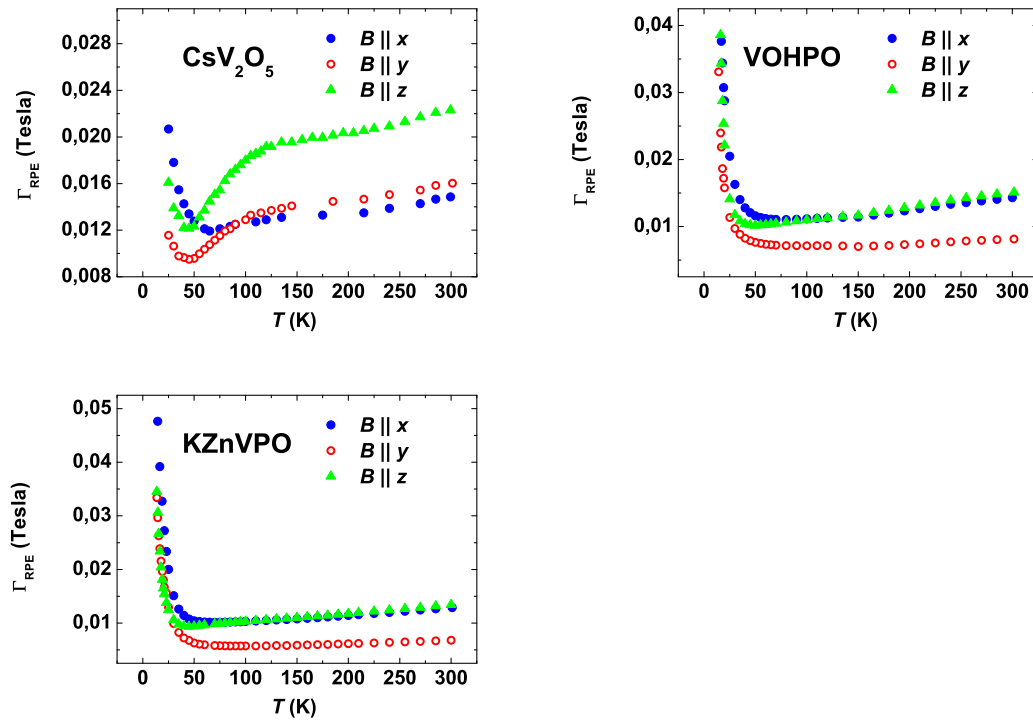 0,028
0,024
0,020
0,016
0,012
0,008
Γ_RPE (Tesla)
CsV₂O₅
B || x
B || y
B || z
0 50 100 150 200 250 300
T (K)
0,04
0,03
0,02
0,01
Γ_RPE (Tesla)
VOHPO
B || x
B || y
B || z
0 50 100 150 200 250 300
T (K)
0,05
0,04
0,03
0,02
0,01
Γ_RPE (Tesla)
KZnVPO
B || x
B || y
B || z
0 50 100 150 200 250 300
T (K)